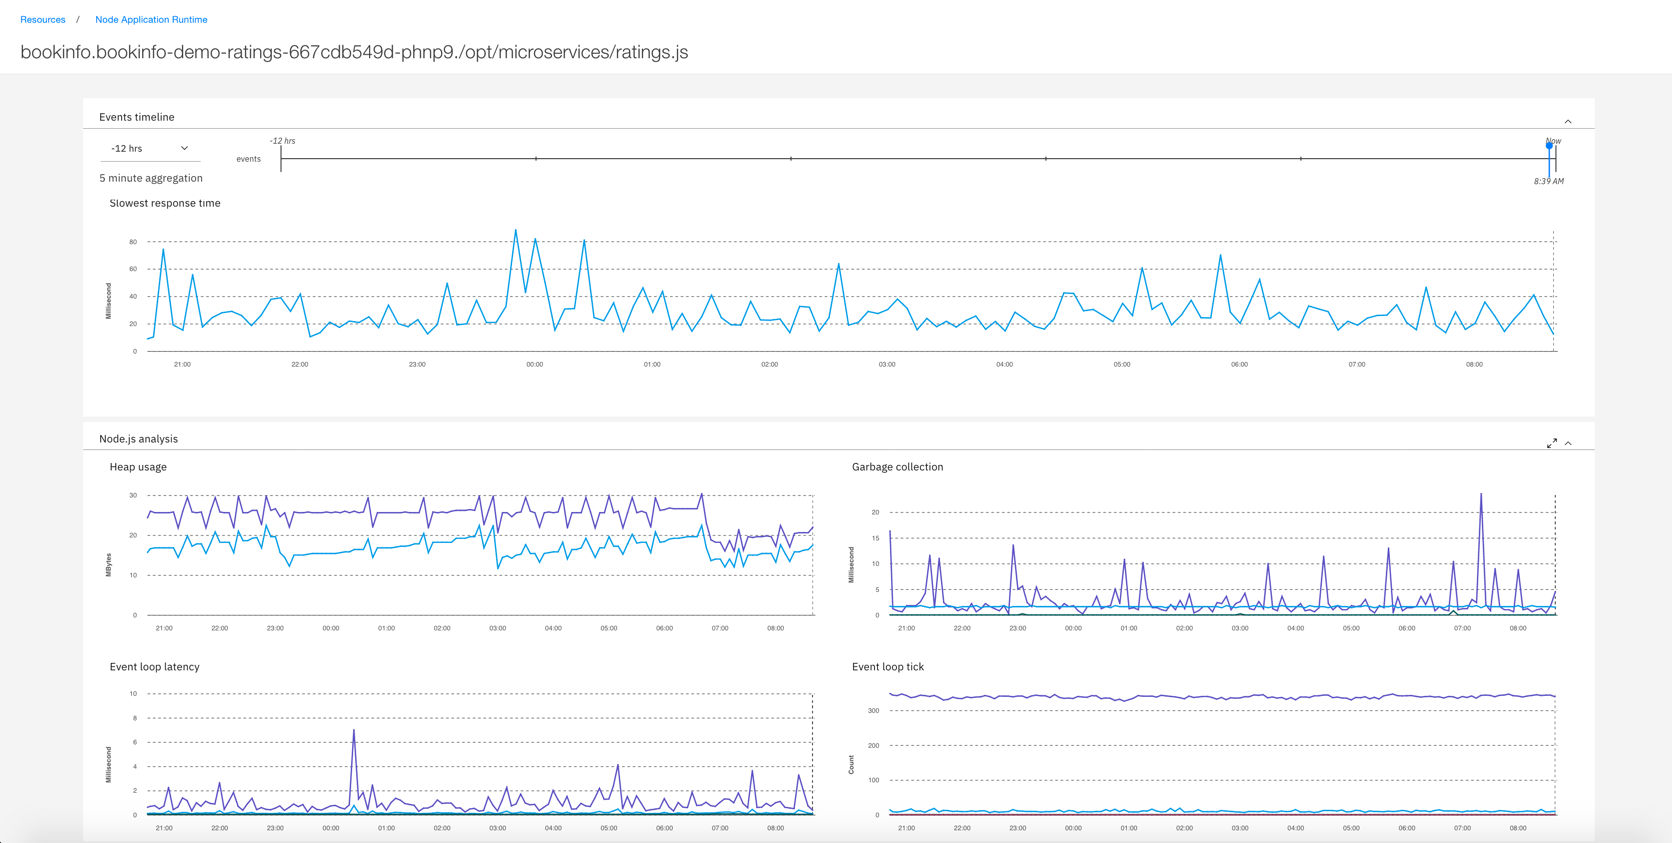 Resources / Node Application Runtime
bookinfo.bookinfo-demo-ratings-667cdb549d-phnp9./opt/microservices/ratings.js
Events timeline
-12 hrs
-12 hrs
events
Now
8:39 AM
5 minute aggregation
Slowest response time
Millisecond
80
60
40
20
0
21:00 22:00 23:00 00:00 01:00 02:00 03:00 04:00 05:00 06:00 07:00 08:00
Node.js analysis
Heap usage
MBytes
30
20
10
0
21:00 22:00 23:00 00:00 01:00 02:00 03:00 04:00 05:00 06:00 07:00 08:00
Garbage collection
Millisecond
20
15
10
5
0
21:00 22:00 23:00 00:00 01:00 02:00 03:00 04:00 05:00 06:00 07:00 08:00
Event loop latency
Millisecond
10
8
6
4
2
0
21:00 22:00 23:00 00:00 01:00 02:00 03:00 04:00 05:00 06:00 07:00 08:00
Event loop tick
Count
300
200
100
0
21:00 22:00 23:00 00:00 01:00 02:00 03:00 04:00 05:00 06:00 07:00 08:00